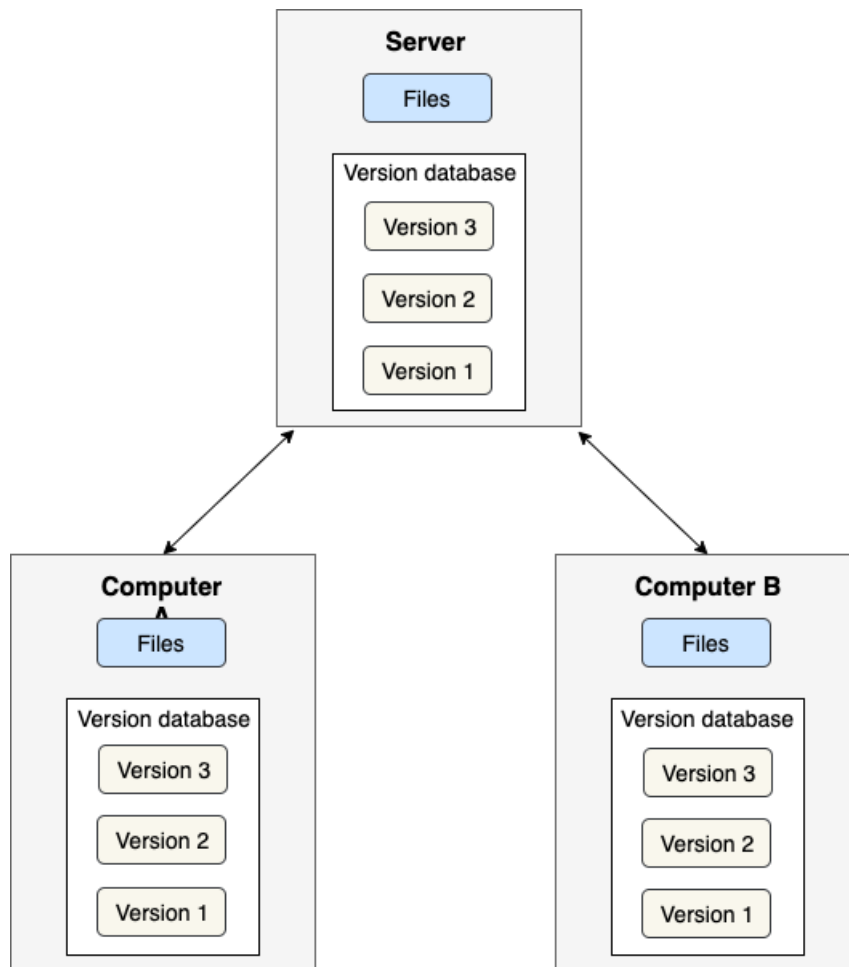 Server
Files
Version database
Version 3
Version 2
Version 1
Computer
A
Files
Version database
Version 3
Version 2
Version 1
Computer B
Files
Version database
Version 3
Version 2
Version 1